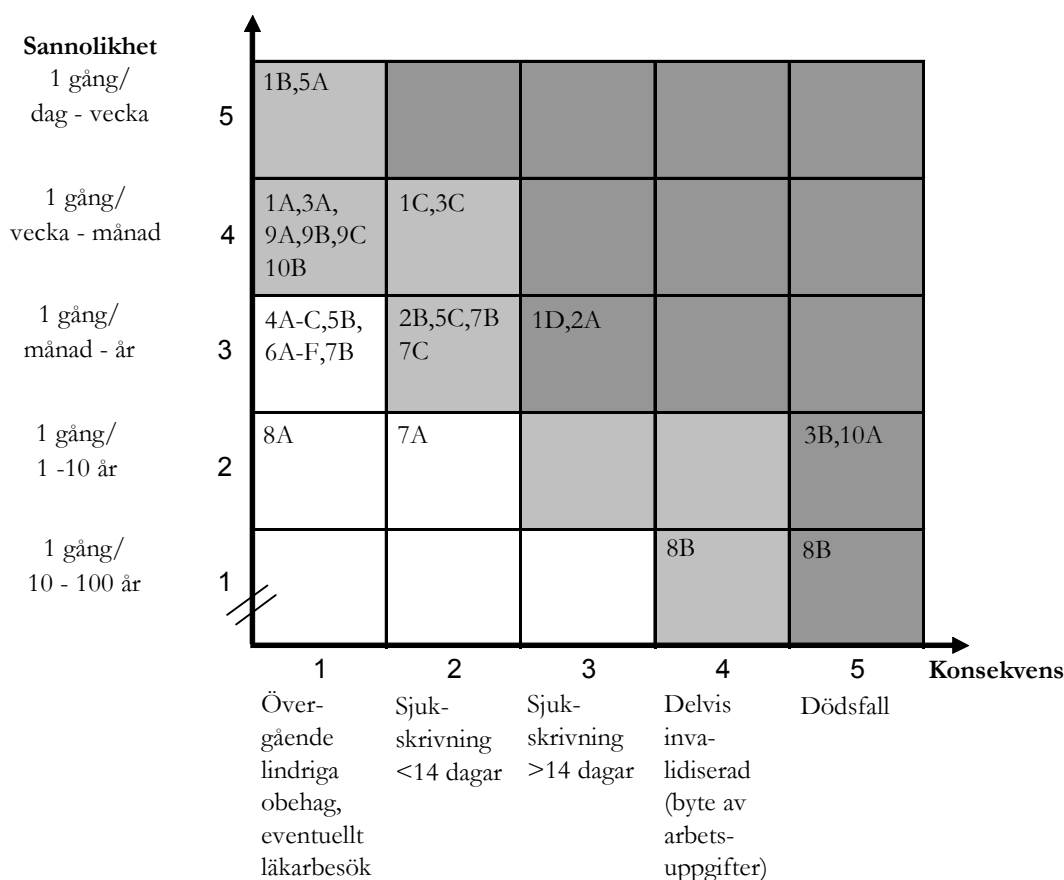 Sannolikhet
1 gång/
dag - vecka
5
1B,5A
1 gång/
vecka - månad
4
1A,3A,
9A,9B,9C
10B
1C,3C
1 gång/
månad - år
3
4A-C,5B,
6A-F,7B
2B,5C,7B
7C
1D,2A
1 gång/
1 -10 år
2
8A
7A
3B,10A
1 gång/
10 - 100 år
1
8B
8B
1
2
3
4
5
Konsekvens
Över-
gående
lindriga
obehag,
eventuellt
läkarbesök
Sjuk-
skrivning
<14 dagar
Sjuk-
skrivning
>14 dagar
Delvis
inva-
lidiserad
(byte av
arbets-
uppgifter)
Dödsfall